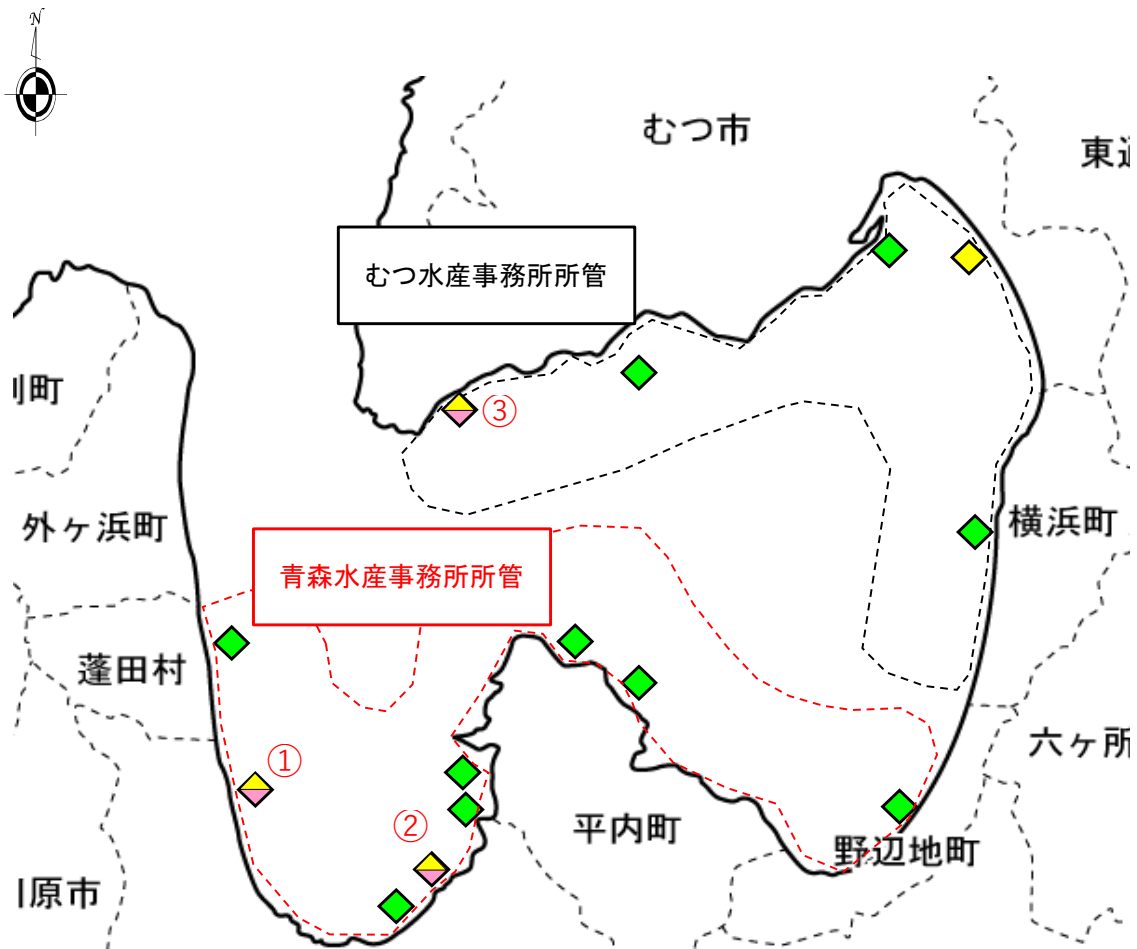 N
むつ市
東通
むつ水産事務所所管
町
③
外ヶ浜町
横浜町
青森水産事務所所管
蓬田村
六ヶ所
①
②
平内町
野辺地町
原市